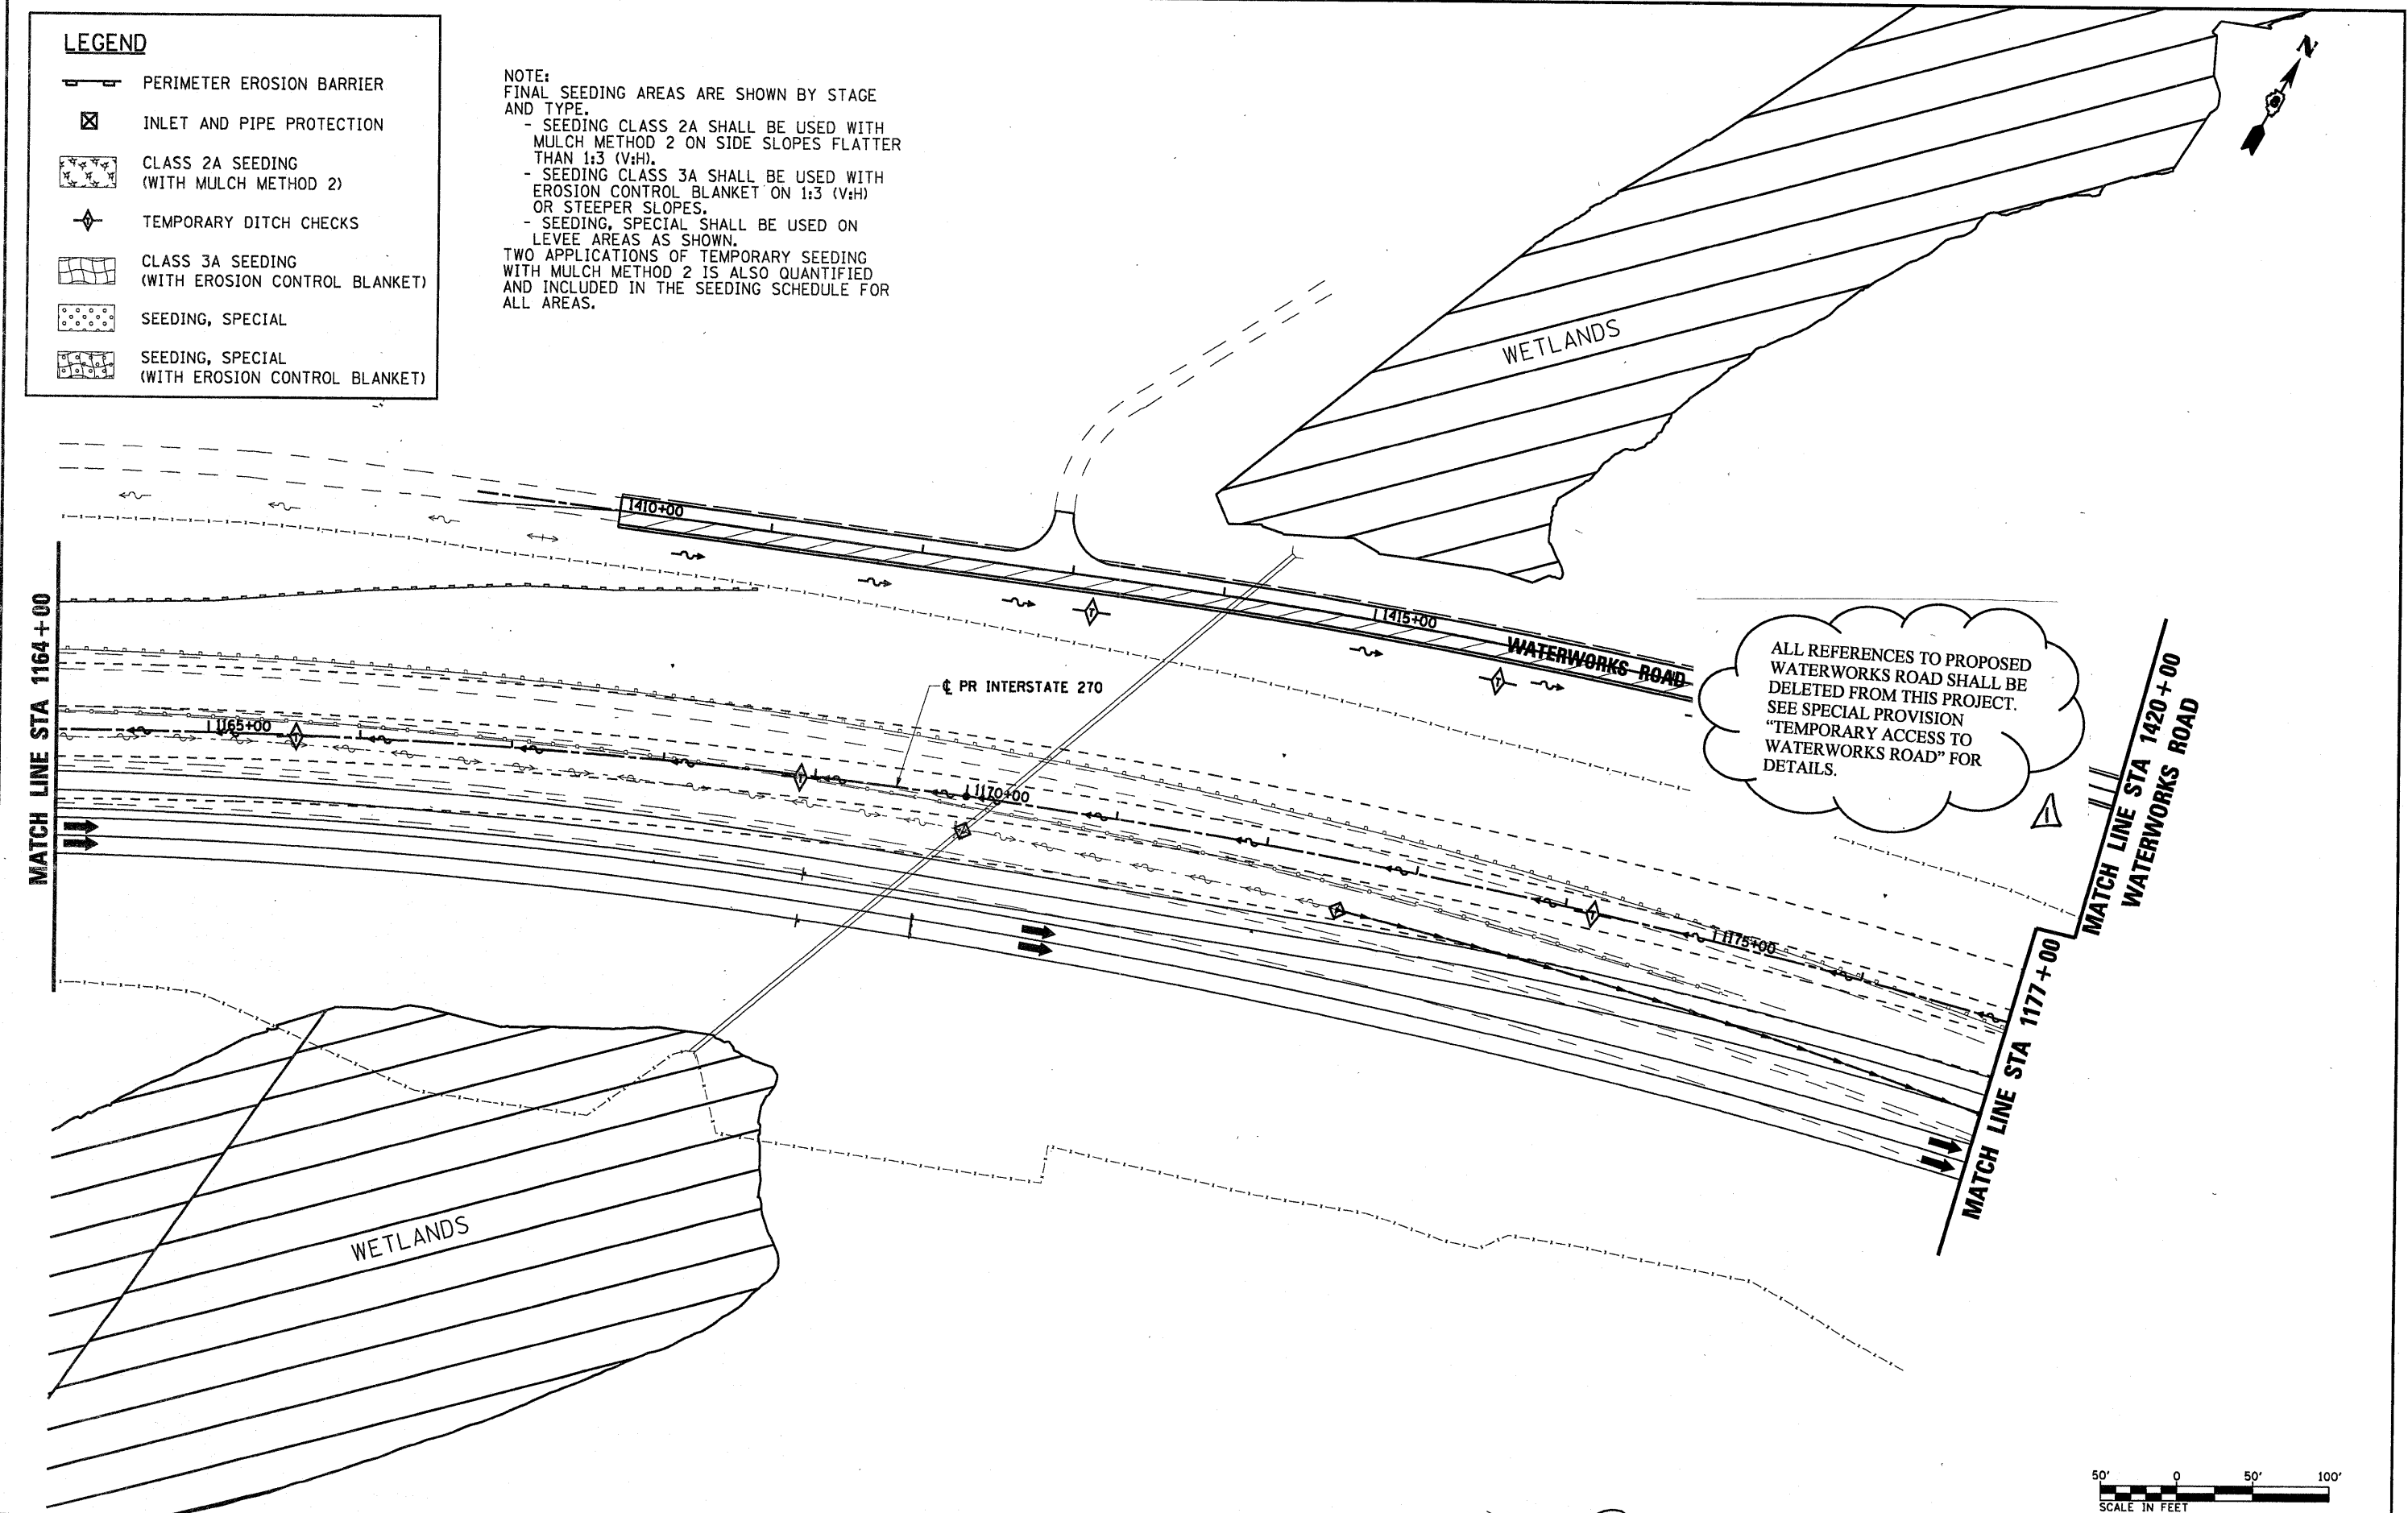 LEGEND
PERIMETER EROSION BARRIER
INLET AND PIPE PROTECTION
CLASS 2A SEEDING
(WITH MULCH METHOD 2)
TEMPORARY DITCH CHECKS
CLASS 3A SEEDING
(WITH EROSION CONTROL BLANKET)
SEEDING, SPECIAL
SEEDING, SPECIAL
(WITH EROSION CONTROL BLANKET)
NOTE:
FINAL SEEDING AREAS ARE SHOWN BY STAGE
AND TYPE.
- SEEDING CLASS 2A SHALL BE USED WITH
MULCH METHOD 2 ON SIDE SLOPES FLATTER
THAN 1:3 (V:H).
- SEEDING CLASS 3A SHALL BE USED WITH
EROSION CONTROL BLANKET ON 1:3 (V:H)
OR STEEPER SLOPES.
- SEEDING, SPECIAL SHALL BE USED ON
LEVEE AREAS AS SHOWN.
TWO APPLICATIONS OF TEMPORARY SEEDING
WITH MULCH METHOD 2 IS ALSO QUANTIFIED
AND INCLUDED IN THE SEEDING SCHEDULE FOR
ALL AREAS.
N
WETLANDS
1410+00
1415+00
WATERWORKS ROAD
ALL REFERENCES TO PROPOSED
WATERWORKS ROAD SHALL BE
DELETED FROM THIS PROJECT.
SEE SPECIAL PROVISION
“TEMPORARY ACCESS TO
WATERWORKS ROAD” FOR
DETAILS.
1
MATCH LINE STA 1420+00
WATERWORKS ROAD
MATCH LINE STA 1164+00
℄ PR INTERSTATE 270
1165+00
T
T
T
T
T
1170+00
1175+00
MATCH LINE STA 1177+00
WETLANDS
50' 0 50' 100'
SCALE IN FEET